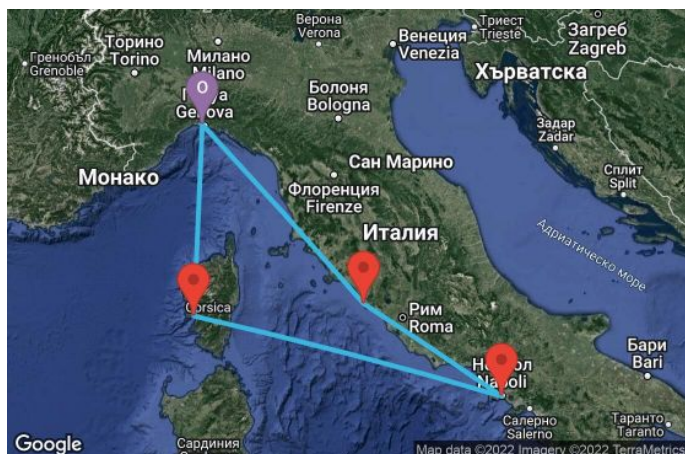 Гренобъл
Grenoble
Торино
Torino
Милано
Milano
Верона
Verona
Венеция
Venezia
Триест
Trieste
Загреб
Zagreb
O
Genova
Болоня
Bologna
Хърватска
Задар
Zadar
Сплит
Split
Монако
Сан Марино
Флоренция
Firenze
Италия
Адриатическо море
Corsica
Рим
Roma
Napoli
Бари
Bari
Салерно
Salerno
Таранто
Taranto
Сардиния
Google
Map data ©2022 Imagery ©2022 TerraMetrics